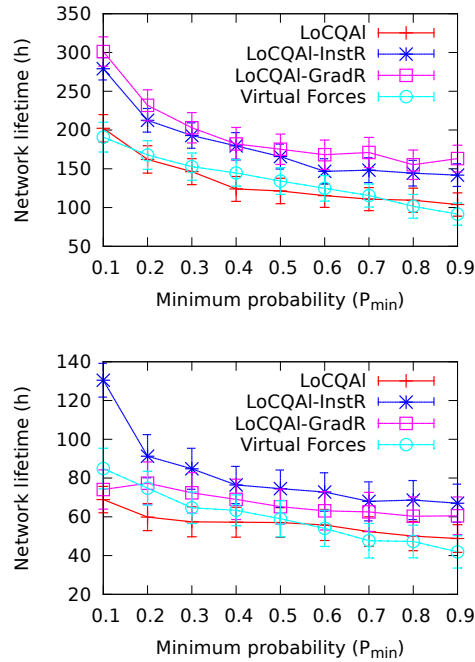 350
300
250
200
150
100
50
Network lifetime (h)
LoCQAl
LoCQAl-InstR
LoCQAl-GradR
Virtual Forces
0.1 0.2 0.3 0.4 0.5 0.6 0.7 0.8 0.9
Minimum probability (Pmin)
140
120
100
80
60
40
20
Network lifetime (h)
LoCQAl
LoCQAl-InstR
LoCQAl-GradR
Virtual Forces
0.1 0.2 0.3 0.4 0.5 0.6 0.7 0.8 0.9
Minimum probability (Pmin)